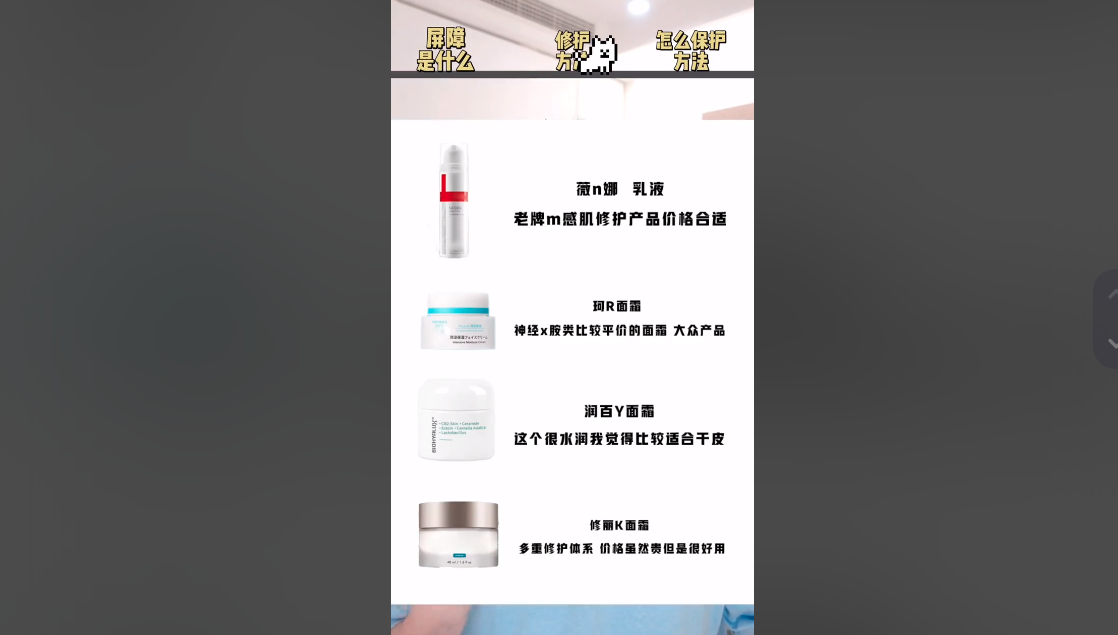 屏障
是什么
修护
方
怎么保护
方法
薇n娜 乳液
老牌m感肌修护产品价格合适
珂R面霜
神经x胺类比较平价的面霜 大众产品
润百Y面霜
这个很水润我觉得比较适合干皮
BIOHYALUX
修丽K面霜
多重修护体系 价格虽然贵但是很好用